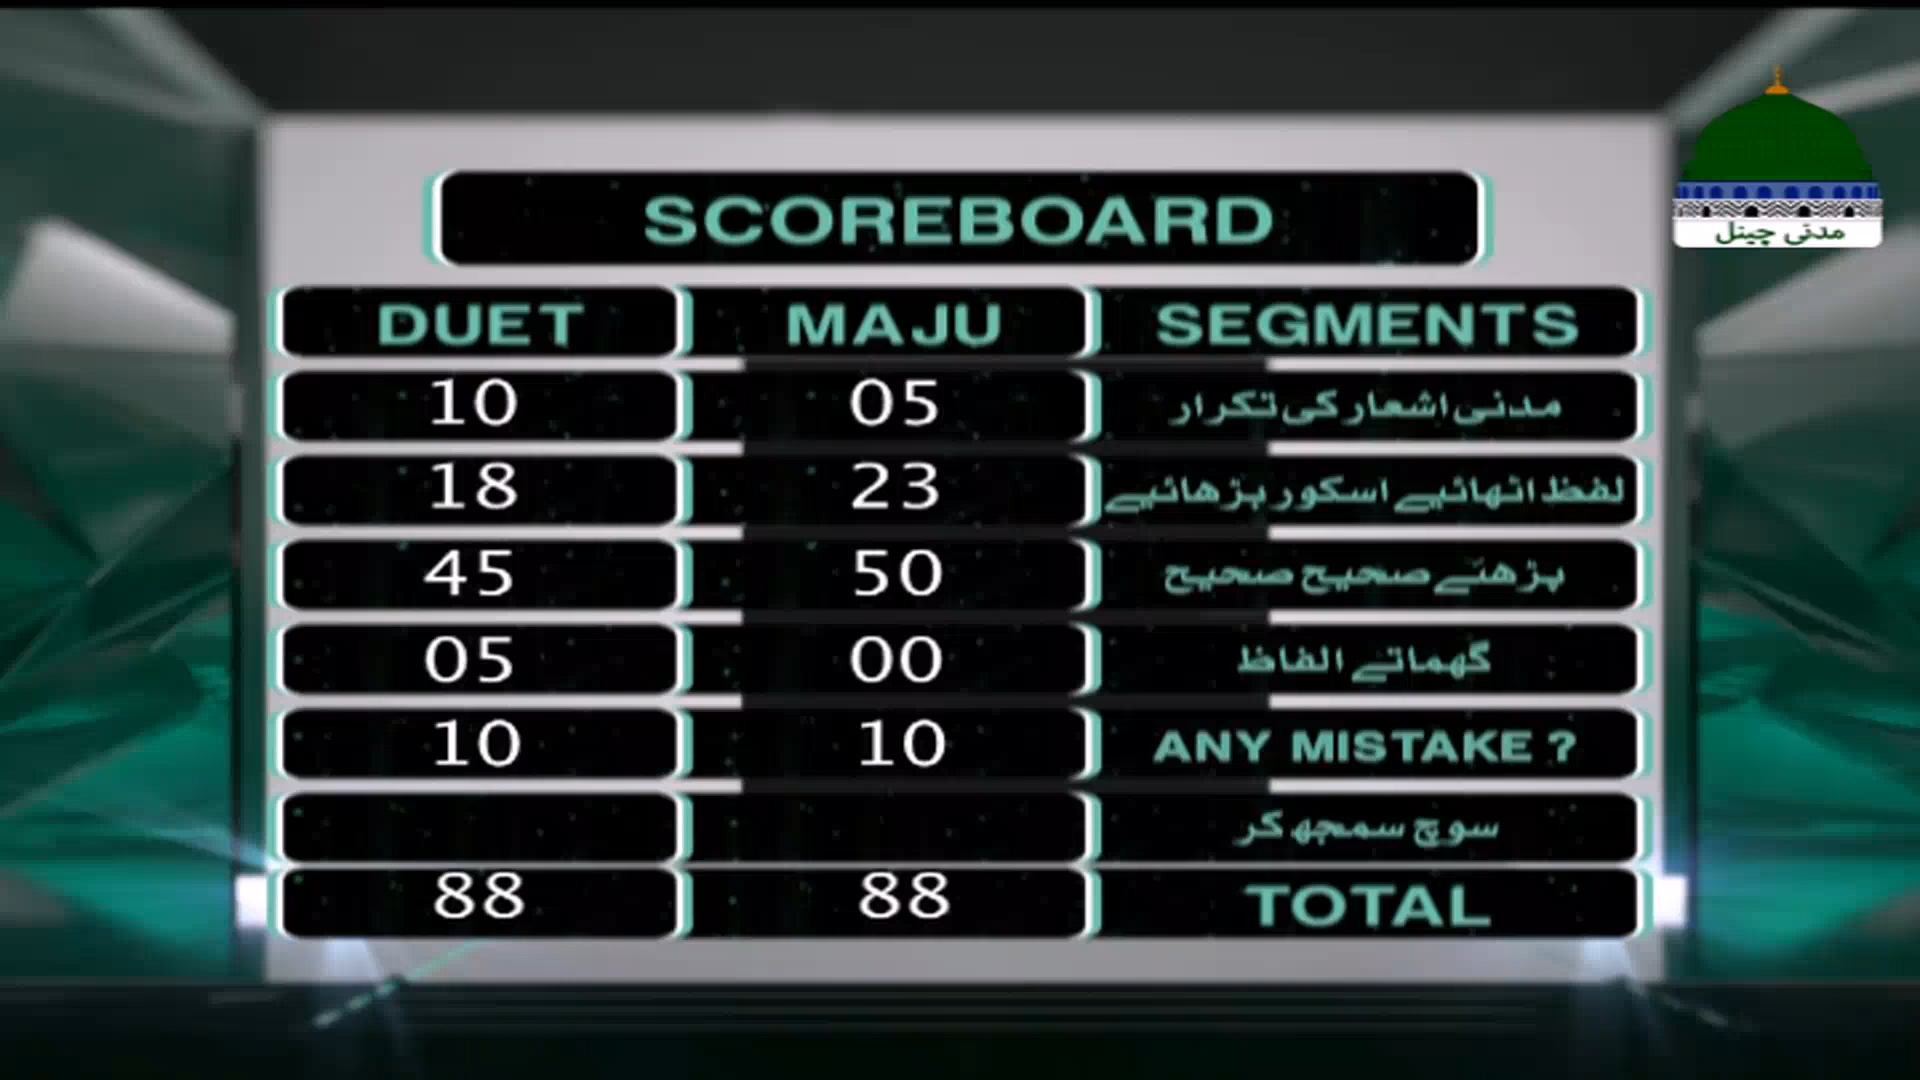 مدنی چینل
SCOREBOARD
DUET MAJU SEGMENTS
10 05 مدنی اشعار کی تکرار
18 23 لفظ اٹھائیے اسکور بڑھائیے
45 50 پڑھئے صحیح صحیح
05 00 گھماتے الفاظ
10 10 ANY MISTAKE ?
سوچ سمجھ کر
88 88 TOTAL